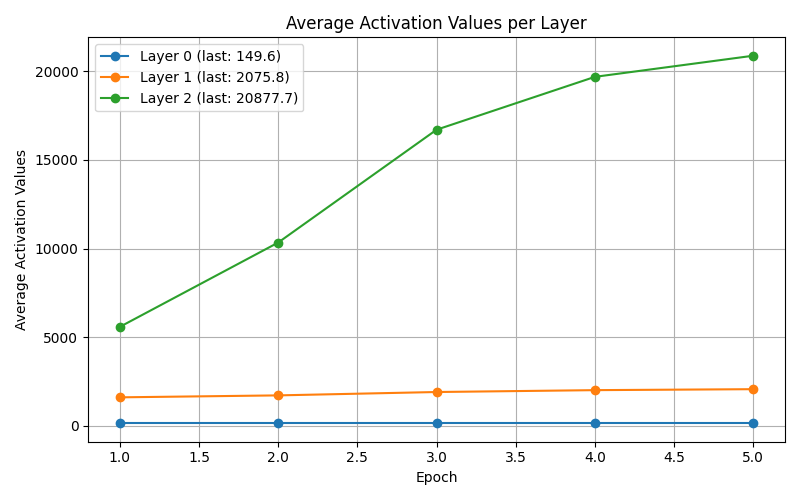 Average Activation Values per Layer
Layer 0 (last: 149.6)
Layer 1 (last: 2075.8)
Layer 2 (last: 20877.7)
Average Activation Values
20000
15000
10000
5000
0
1.0 1.5 2.0 2.5 3.0 3.5 4.0 4.5 5.0
Epoch